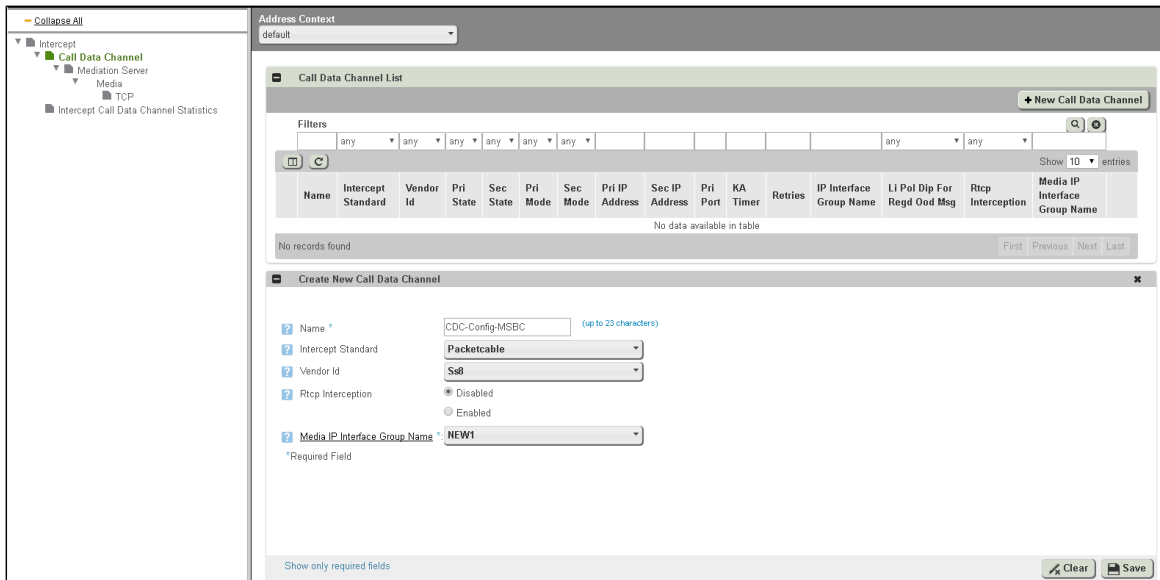 Collapse All
Intercept
Call Data Channel
Mediation Server
Media
TCP
Intercept Call Data Channel Statistics
Address Context
default
Call Data Channel List
+ New Call Data Channel
Filters
any any any any any any any any
Show 10 entries
Name Intercept Standard Vendor Id Pri State Sec State Pri Mode Sec Mode Pri IP Address Sec IP Address Pri Port KA Timer Retries IP Interface Group Name Li Pol Dip For Regd Ood Msg Rtcp Interception Media IP Interface Group Name
No data available in table
No records found
First Previous Next Last
Create New Call Data Channel
Name * CDC-Config-MSBC (up to 23 characters)
Intercept Standard Packetcable
Vendor Id Ss8
Rtcp Interception Disabled
Enabled
Media IP Interface Group Name *: NEW1
*Required Field
Show only required fields
Clear Save